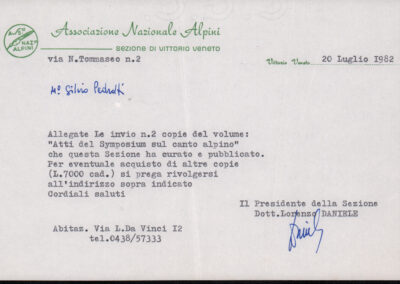 ASS NAZ ALPINI
Associazione Nazionale Alpini
SEZIONE DI VITTORIO VENETO
via N.Tommaseo n.2
Vittorio Veneto 20 Luglio 1982
M° Silvio Pedrotti
Allegate Le invio n.2 copie del volume:
"Atti del Symposium sul canto alpino"
che questa Sezione ha curato e pubblicato.
Per eventuale acquisto di altre copie
(L.7000 cad.) si prega rivolgersi
all'indirizzo sopra indicato
Cordiali saluti
Il Presidente della Sezione
Dott.Lorenzo DANIELE
Abitaz. Via L.Da Vinci I2
tel.0438/57333